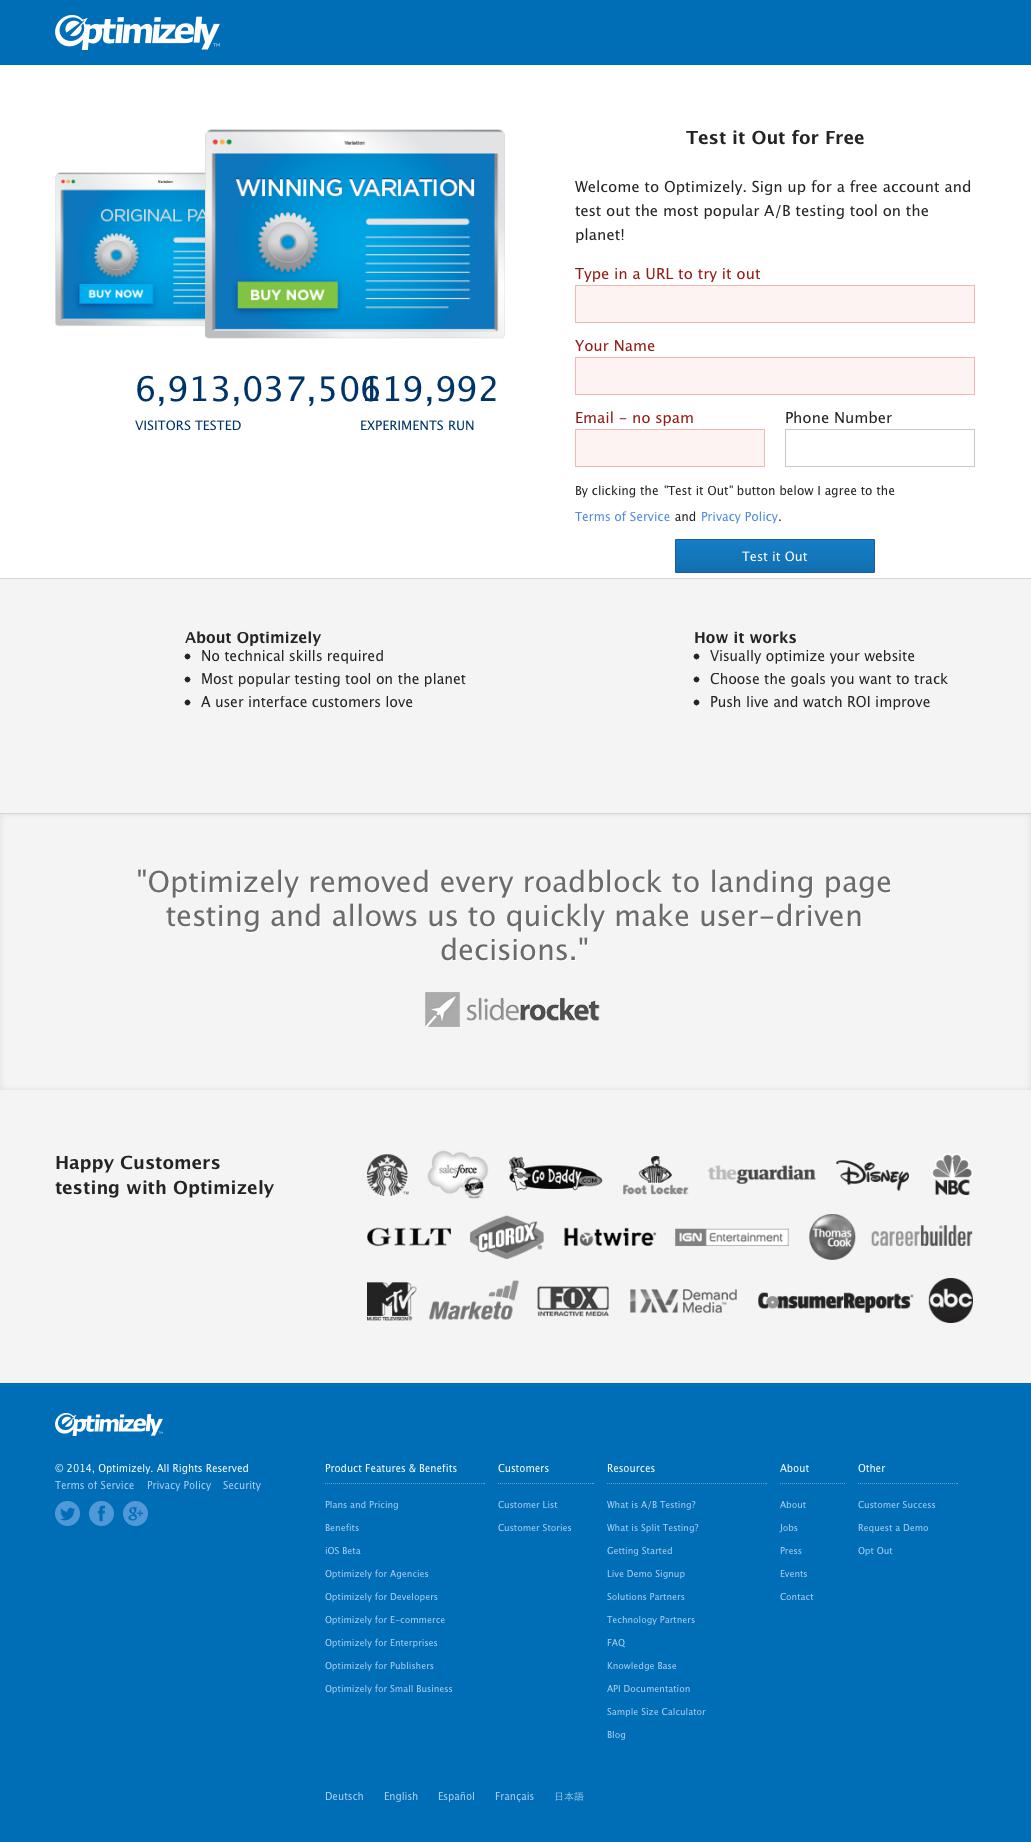 Optimizely™
Variation
ORIGINAL PA
BUY NOW
Variation
WINNING VARIATION
BUY NOW
6,913,037,501
VISITORS TESTED
619,992
EXPERIMENTS RUN
Test it Out for Free
Welcome to Optimizely. Sign up for a free account and
test out the most popular A/B testing tool on the
planet!
Type in a URL to try it out
Your Name
Email – no spam
Phone Number
By clicking the "Test it Out" button below I agree to the
Terms of Service and Privacy Policy.
Test it Out
About Optimizely
• No technical skills required
• Most popular testing tool on the planet
• A user interface customers love
How it works
• Visually optimize your website
• Choose the goals you want to track
• Push live and watch ROI improve
"Optimizely removed every roadblock to landing page
testing and allows us to quickly make user-driven
decisions."
sliderocket
Happy Customers
testing with Optimizely
salesforce
Go Daddy.COM
Foot Locker
theguardian
Disney
NBC
GILT
CLOROX
Hotwire
IGN Entertainment
Thomas
Cook
careerbuilder
MTV
MUSIC TELEVISION®
Marketo
FOX
INTERACTIVE MEDIA
Demand
Media™
ConsumerReports
abc
Optimizely
© 2014, Optimizely. All Rights Reserved
Terms of Service Privacy Policy Security
Product Features & Benefits
Plans and Pricing
Benefits
iOS Beta
Optimizely for Agencies
Optimizely for Developers
Optimizely for E-commerce
Optimizely for Enterprises
Optimizely for Publishers
Optimizely for Small Business
Customers
Customer List
Customer Stories
Resources
What is A/B Testing?
What is Split Testing?
Getting Started
Live Demo Signup
Solutions Partners
Technology Partners
FAQ
Knowledge Base
API Documentation
Sample Size Calculator
Blog
About
About
Jobs
Press
Events
Contact
Other
Customer Success
Request a Demo
Opt Out
Deutsch English Español Français 日本語